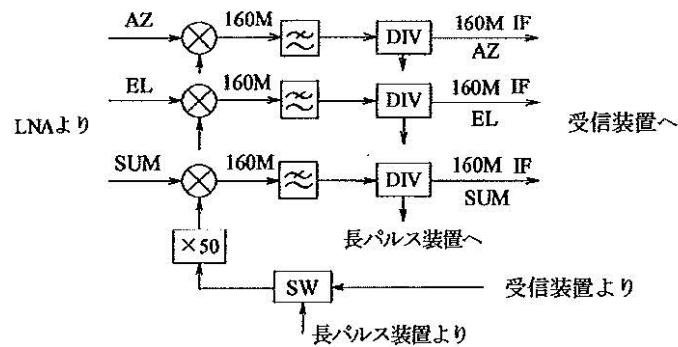 AZ 160M DIV 160M IF
AZ
EL 160M DIV 160M IF
EL
LNAより 受信装置へ
SUM 160M DIV 160M IF
SUM
長パルス装置へ
×50
SW 受信装置より
長パルス装置より